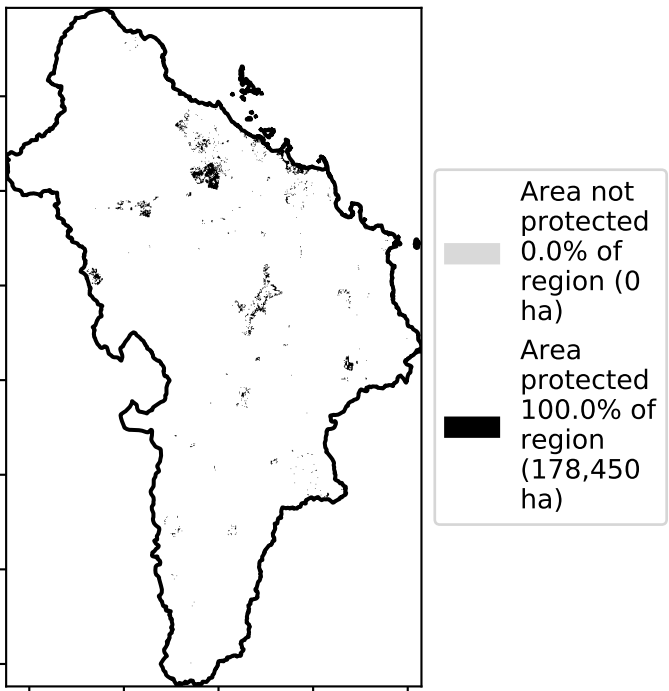 Area not
protected
0.0% of
region (0
ha)
Area
protected
100.0% of
region
(178,450
ha)